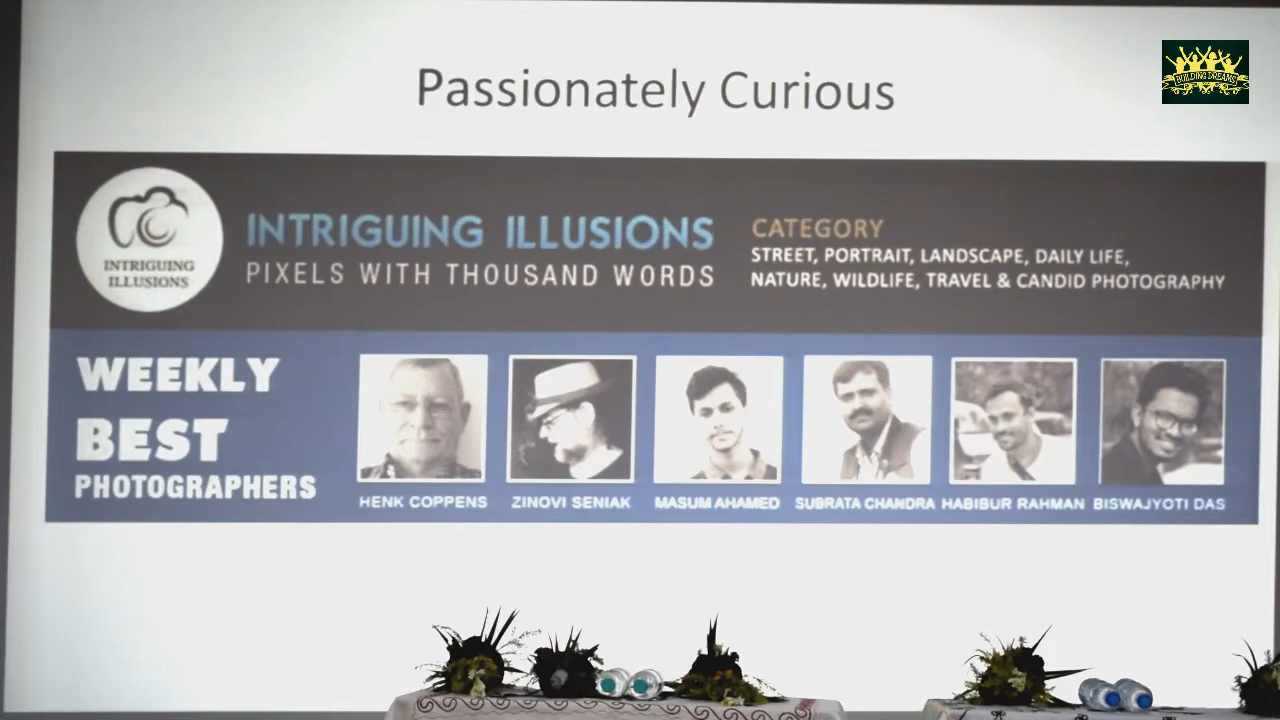 Passionately Curious
BUILDING DREAMS
INTRIGUING
ILLUSIONS
INTRIGUING ILLUSIONS
PIXELS WITH THOUSAND WORDS
CATEGORY
STREET, PORTRAIT, LANDSCAPE, DAILY LIFE,
NATURE, WILDLIFE, TRAVEL & CANDID PHOTOGRAPHY
WEEKLY
BEST
PHOTOGRAPHERS
HENK COPPENS
ZINOVI SENIAK
MASUM AHAMED
SUBRATA CHANDRA
HABIBUR RAHMAN
BISWAJYOTI DAS